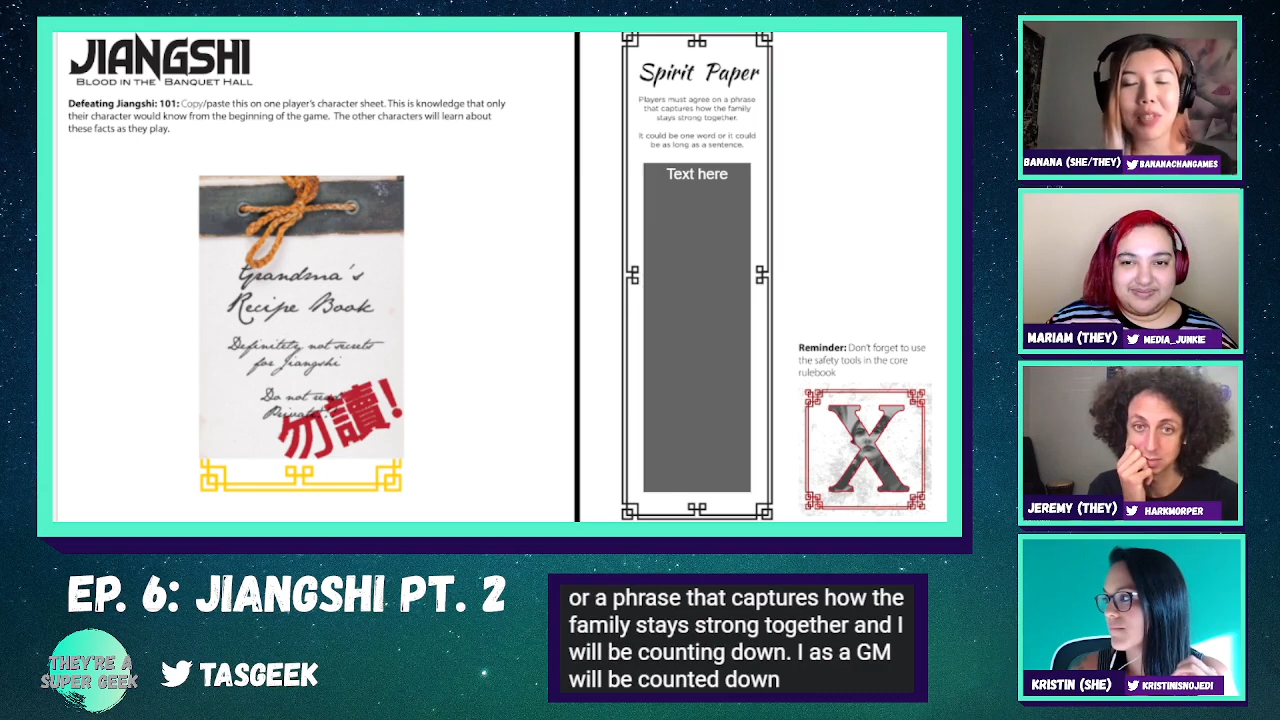 JIANGSHI
BLOOD IN THE BANQUET HALL
Defeating Jiangshi: 101: Copy/paste this on one player's character sheet. This is knowledge that only
their character would know from the beginning of the game. The other characters will learn about
these facts as they play.
Grandma's
Recipe Book
Definitely not secrets
for Jiangshi
Do not read
Private!
勿讀!
Spirit Paper
Players must agree on a phrase
that captures how the family
stays strong together.
It could be one word or it could
be as long as a sentence.
Text here
Reminder: Don't forget to use
the safety tools in the core
rulebook
X
BANANA (SHE/THEY)
BANANACHANGAMES
MARIAM (THEY)
MEDIA_JUNKIE
JEREMY (THEY)
HARKMORPER
KRISTIN (SHE)
KRISTINISNOJEDI
EP. 6: JIANGSHI PT. 2
THEY'RE A
SUPER GEEK
TASGEEK
or a phrase that captures how the
family stays strong together and I
will be counting down. I as a GM
will be counted down